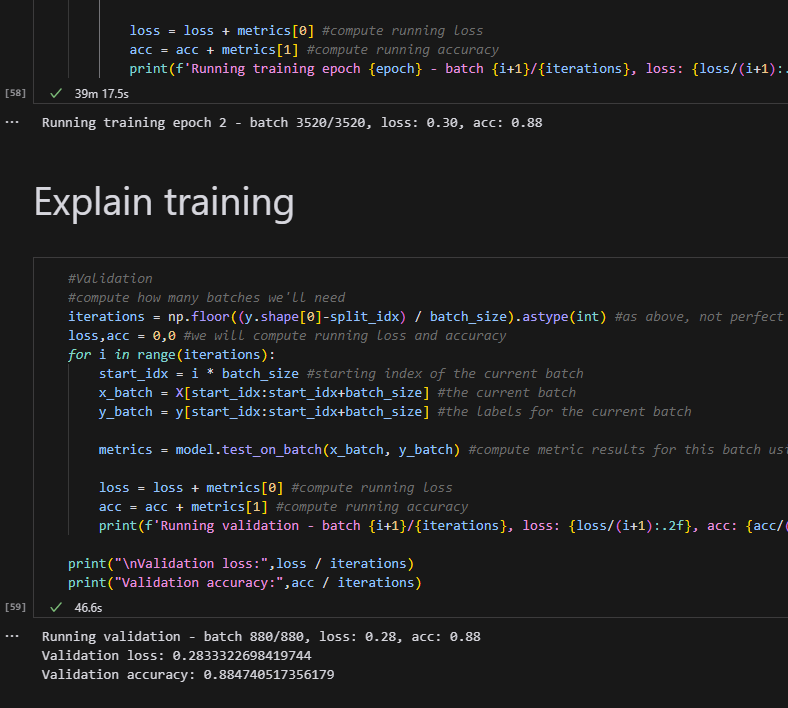 loss = loss + metrics[0] #compute running loss
acc = acc + metrics[1] #compute running accuracy
print(f'Running training epoch {epoch} - batch {i+1}/{iterations}, loss: {loss/(i+1):.
[58] ✓ 39m 17.5s
... Running training epoch 2 - batch 3520/3520, loss: 0.30, acc: 0.88
Explain training
#Validation
#compute how many batches we'll need
iterations = np.floor((y.shape[0]-split_idx) / batch_size).astype(int) #as above, not perfect
loss,acc = 0,0 #we will compute running loss and accuracy
for i in range(iterations):
start_idx = i * batch_size #starting index of the current batch
x_batch = X[start_idx:start_idx+batch_size] #the current batch
y_batch = y[start_idx:start_idx+batch_size] #the labels for the current batch
metrics = model.test_on_batch(x_batch, y_batch) #compute metric results for this batch usi
loss = loss + metrics[0] #compute running loss
acc = acc + metrics[1] #compute running accuracy
print(f'Running validation - batch {i+1}/{iterations}, loss: {loss/(i+1):.2f}, acc: {acc/(
print("\nValidation loss:",loss / iterations)
print("Validation accuracy:",acc / iterations)
[59] ✓ 46.6s
... Running validation - batch 880/880, loss: 0.28, acc: 0.88
Validation loss: 0.2833322698419744
Validation accuracy: 0.884740517356179